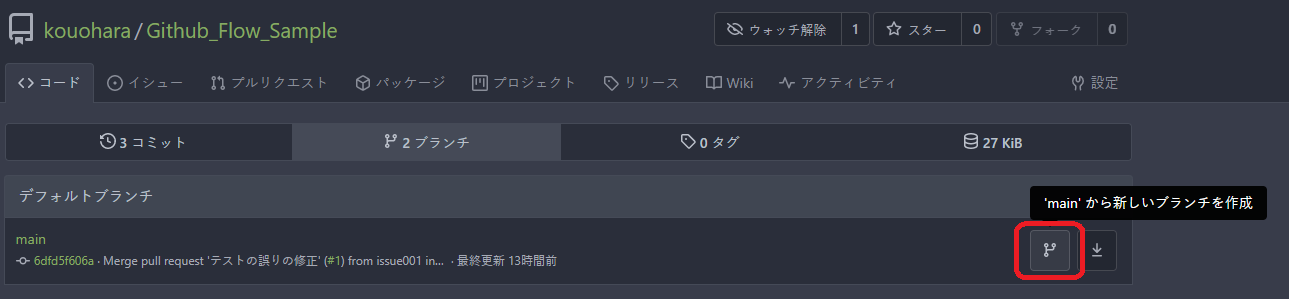 kouohara/Github_Flow_Sample
ウォッチ解除 1 スター 0 フォーク 0
コード イシュー プルリクエスト パッケージ プロジェクト リリース Wiki アクティビティ 設定
3 コミット 2 ブランチ 0 タグ 27 KiB
デフォルトブランチ
'main' から新しいブランチを作成
main
6dfd5f606a · Merge pull request 'テストの誤りの修正' (#1) from issue001 in... · 最終更新 13時間前